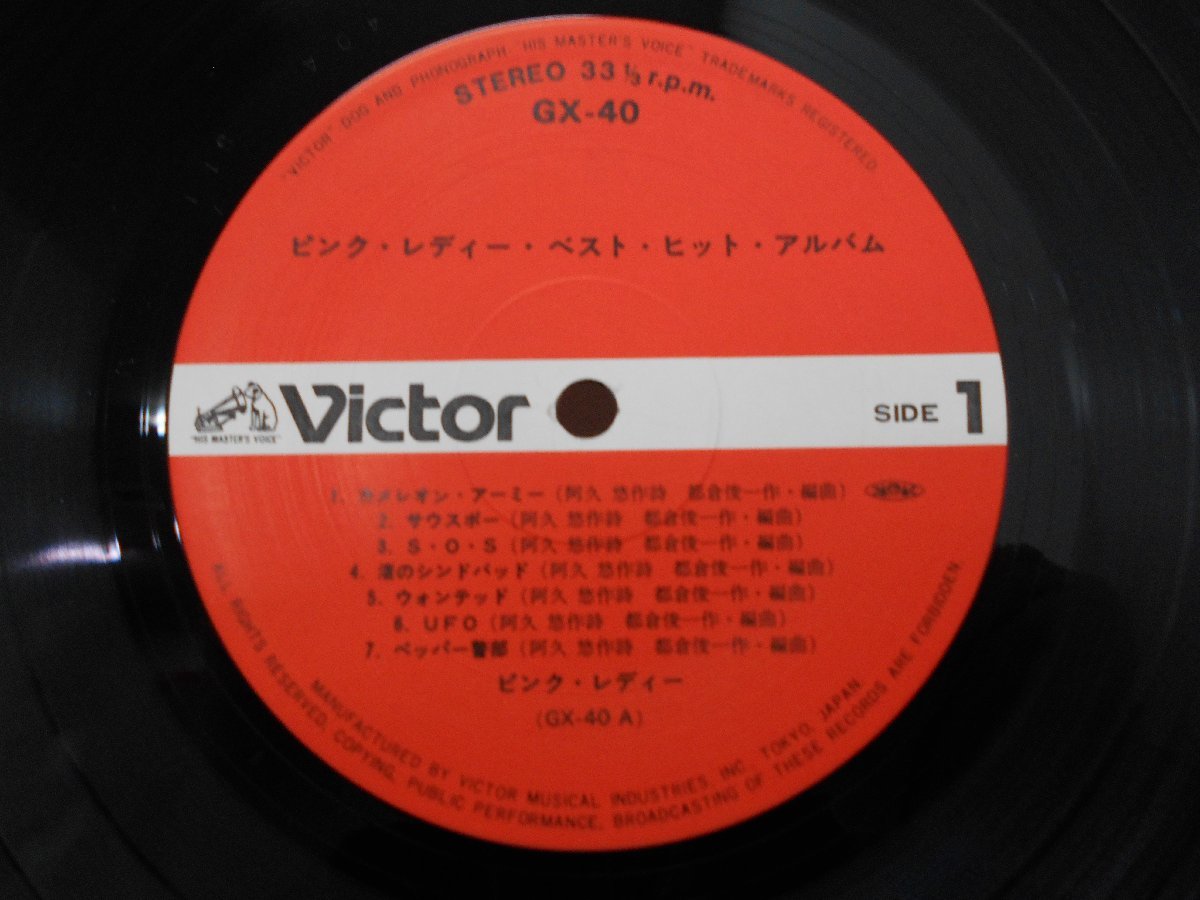 "VICTOR" DOG AND PHONOGRAPH "HIS MASTER'S VOICE" TRADEMARKS REGISTERED.
STEREO 33 1/3 r.p.m.
GX-40
ピンク・レディー・ベスト・ヒット・アルバム
"HIS MASTER'S VOICE"
Victor
SIDE 1
1. カメレオン・アーミー (阿久 悠作詩 都倉俊一作・編曲)
2. サウスポー (阿久 悠作詩 都倉俊一作・編曲)
3. S・O・S (阿久 悠作詩 都倉俊一作・編曲)
4. 渚のシンドバッド (阿久 悠作詩 都倉俊一作・編曲)
5. ウォンテッド (阿久 悠作詩 都倉俊一作・編曲)
6. UFO (阿久 悠作詩 都倉俊一作・編曲)
7. ペッパー警部 (阿久 悠作詩 都倉俊一作・編曲)
ピンク・レディー
(GX-40 A)
MANUFACTURED BY VICTOR MUSICAL INDUSTRIES, INC. TOKYO, JAPAN.
ALL RIGHTS RESERVED, COPYING, PUBLIC PERFORMANCE, BROADCASTING OF THESE RECORDS ARE FORBIDDEN